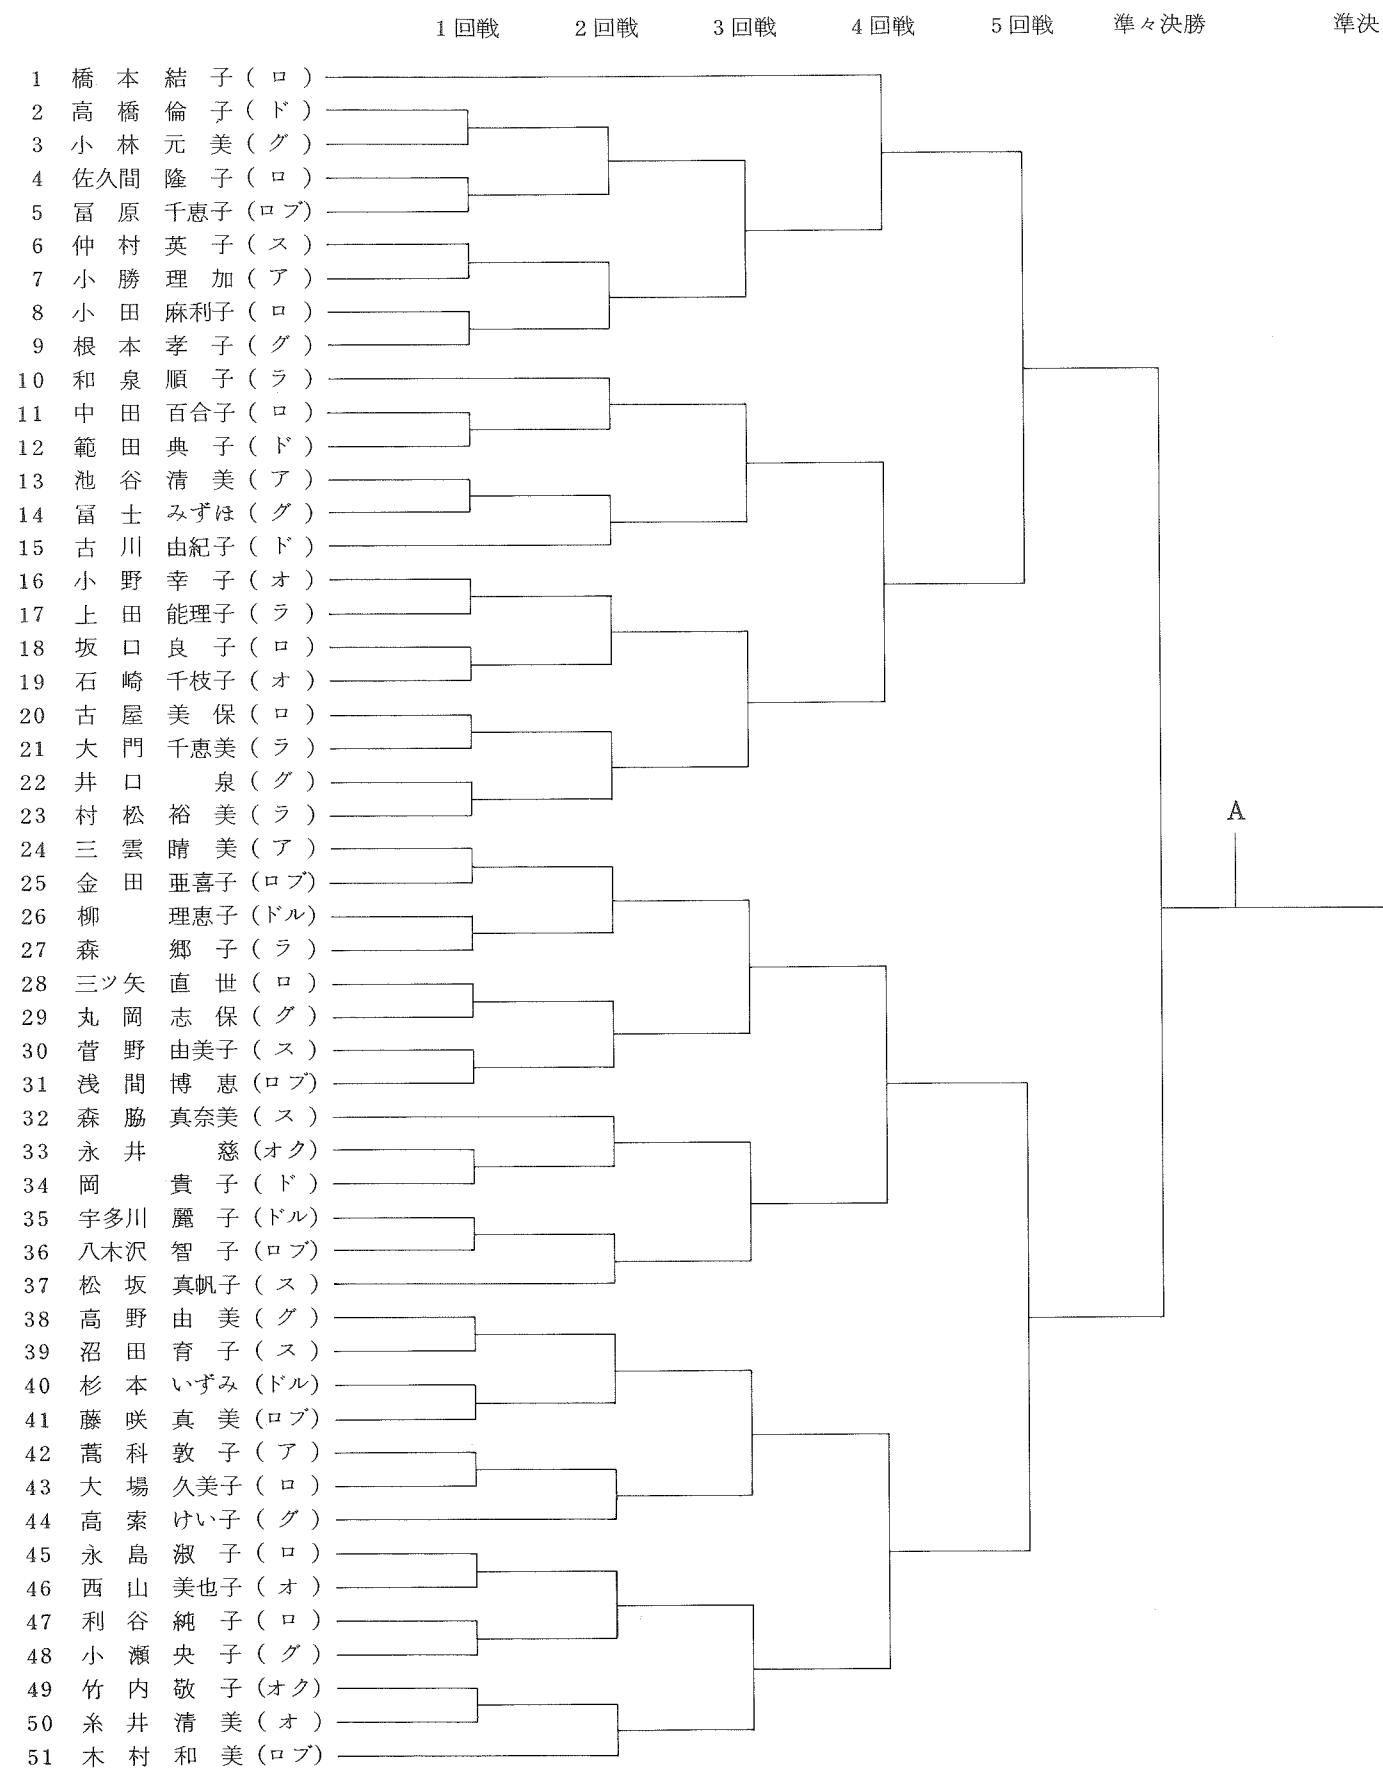 1回戦 2回戦 3回戦 4回戦 5回戦 準々決勝 準決
1 橋本結子(ロ)
2 高橋倫子(ド)
3 小林元美(グ)
4 佐久間隆子(ロ)
5 冨原千恵子(ロブ)
6 仲村英子(ス)
7 小勝理加(ア)
8 小田麻利子(ロ)
9 根本孝子(グ)
10 和泉順子(ラ)
11 中田百合子(ロ)
12 範田典子(ド)
13 池谷清美(ア)
14 冨士みずほ(グ)
15 古川由紀子(ド)
16 小野幸子(オ)
17 上田能理子(ラ)
18 坂口良子(ロ)
19 石崎千枝子(オ)
20 古屋美保(ロ)
21 大門千恵美(ラ)
22 井口泉(グ)
23 村松裕美(ラ)
A
24 三雲晴美(ア)
25 金田亜喜子(ロブ)
26 柳理恵子(ドル)
27 森郷子(ラ)
28 三ツ矢直世(ロ)
29 丸岡志保(グ)
30 菅野由美子(ス)
31 浅間博恵(ロブ)
32 森脇真奈美(ス)
33 永井慈(オク)
34 岡貴子(ド)
35 宇多川麗子(ドル)
36 八木沢智子(ロブ)
37 松坂真帆子(ス)
38 高野由美(グ)
39 沼田育子(ス)
40 杉本いずみ(ドル)
41 藤咲真美(ロブ)
42 蒿科敦子(ア)
43 大場久美子(ロ)
44 高索けい子(グ)
45 永島淑子(ロ)
46 西山美也子(オ)
47 利谷純子(ロ)
48 小瀬央子(グ)
49 竹内敬子(オク)
50 糸井清美(オ)
51 木村和美(ロブ)